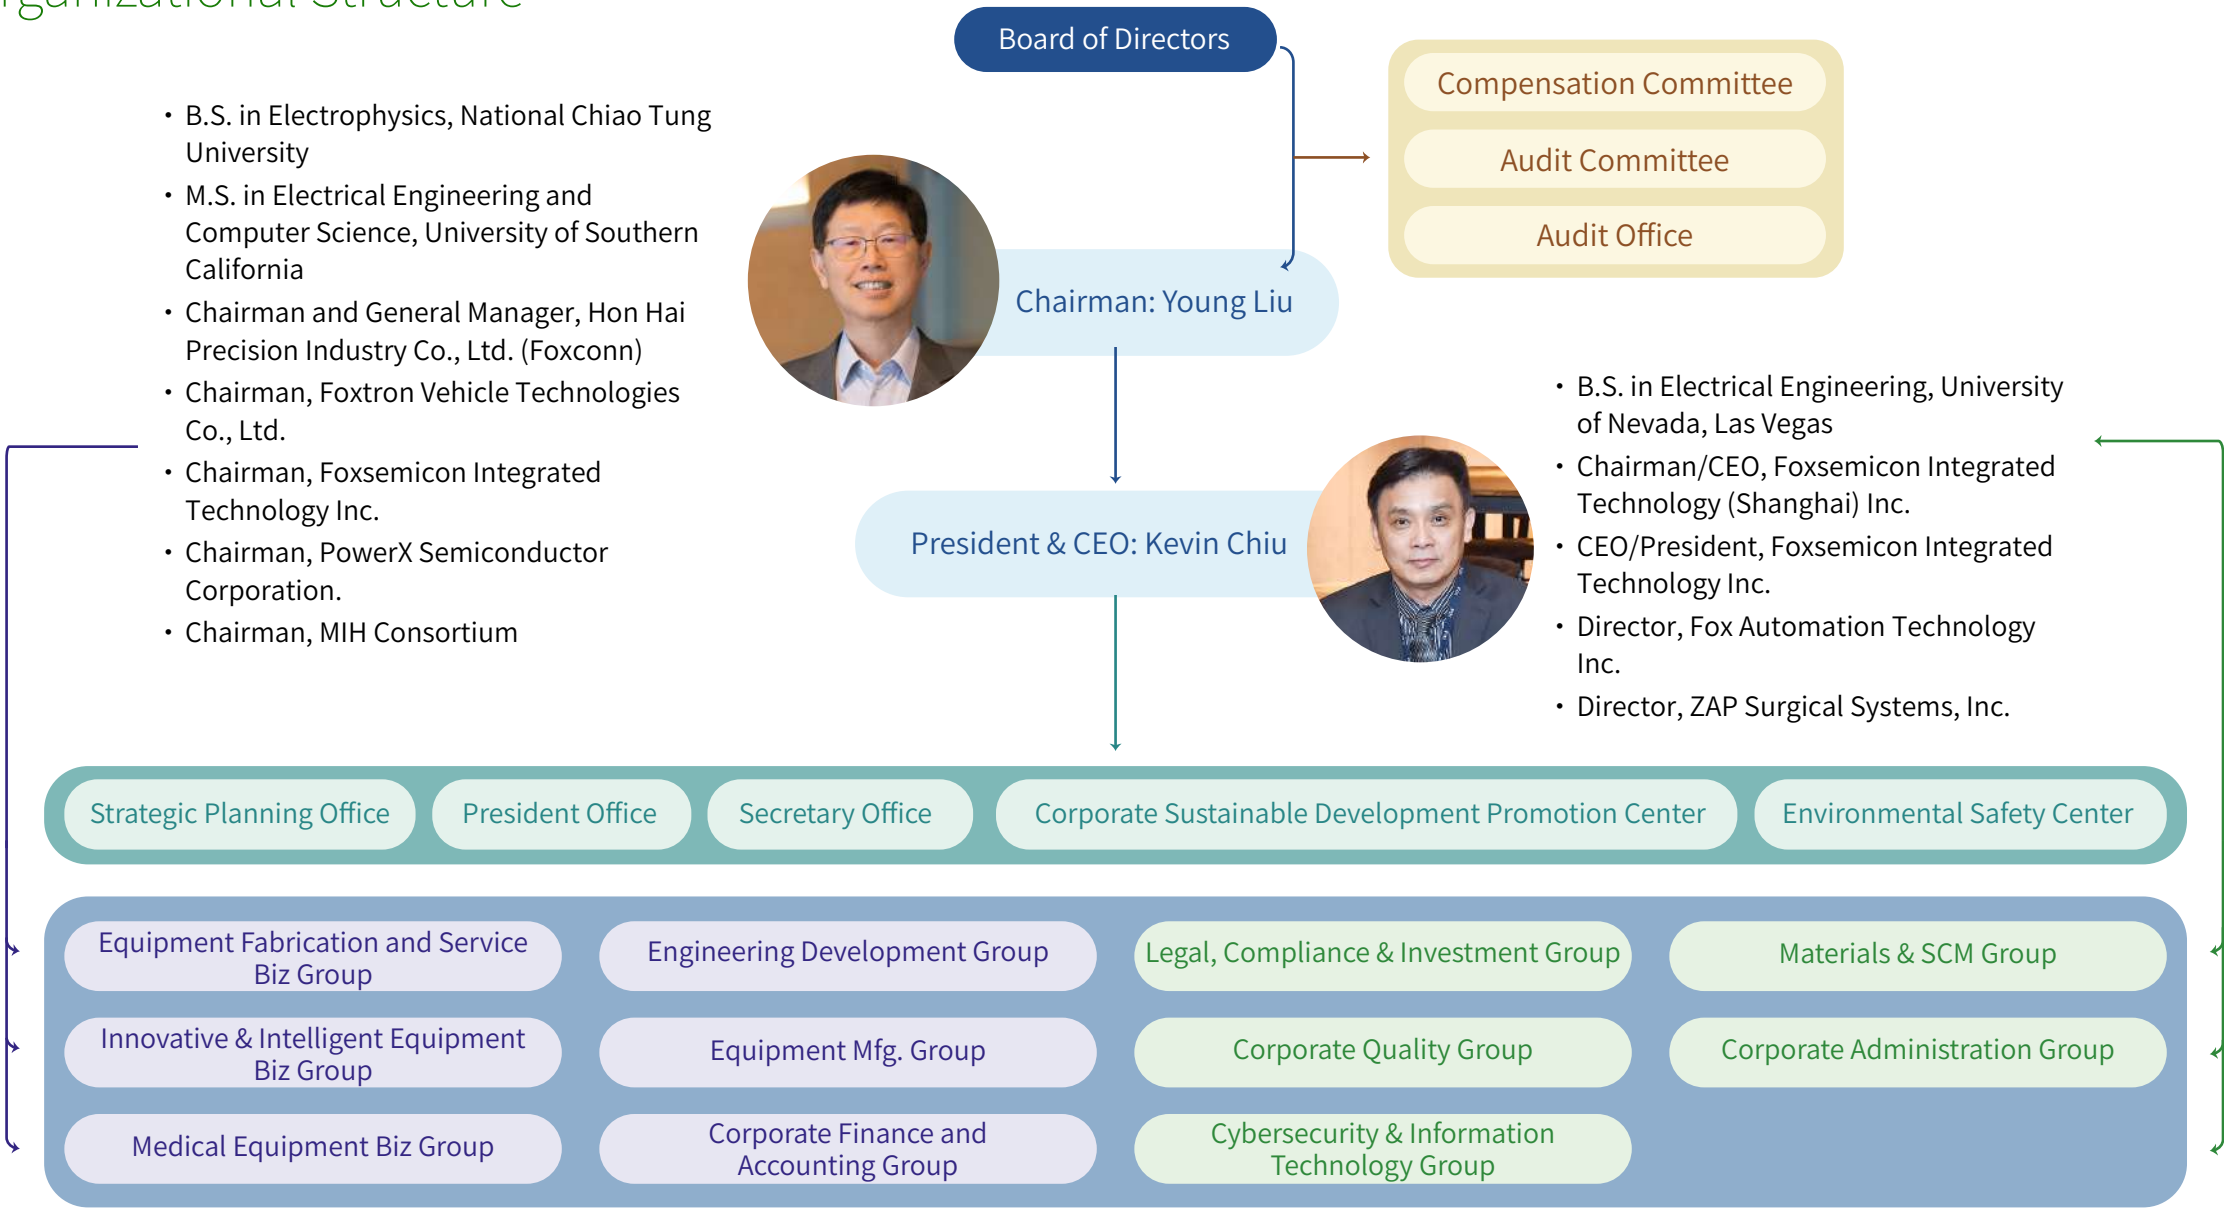 Organizational Structure
Board of Directors
Compensation Committee
Audit Committee
Audit Office
• B.S. in Electrophysics, National Chiao Tung
University
• M.S. in Electrical Engineering and
Computer Science, University of Southern
California
• Chairman and General Manager, Hon Hai
Precision Industry Co., Ltd. (Foxconn)
• Chairman, Foxtron Vehicle Technologies
Co., Ltd.
• Chairman, Foxsemicon Integrated
Technology Inc.
• Chairman, PowerX Semiconductor
Corporation.
• Chairman, MIH Consortium
Chairman: Young Liu
President & CEO: Kevin Chiu
• B.S. in Electrical Engineering, University
of Nevada, Las Vegas
• Chairman/CEO, Foxsemicon Integrated
Technology (Shanghai) Inc.
• CEO/President, Foxsemicon Integrated
Technology Inc.
• Director, Fox Automation Technology
Inc.
• Director, ZAP Surgical Systems, Inc.
Strategic Planning Office
President Office
Secretary Office
Corporate Sustainable Development Promotion Center
Environmental Safety Center
Equipment Fabrication and Service
Biz Group
Engineering Development Group
Legal, Compliance & Investment Group
Materials & SCM Group
Innovative & Intelligent Equipment
Biz Group
Equipment Mfg. Group
Corporate Quality Group
Corporate Administration Group
Medical Equipment Biz Group
Corporate Finance and
Accounting Group
Cybersecurity & Information
Technology Group